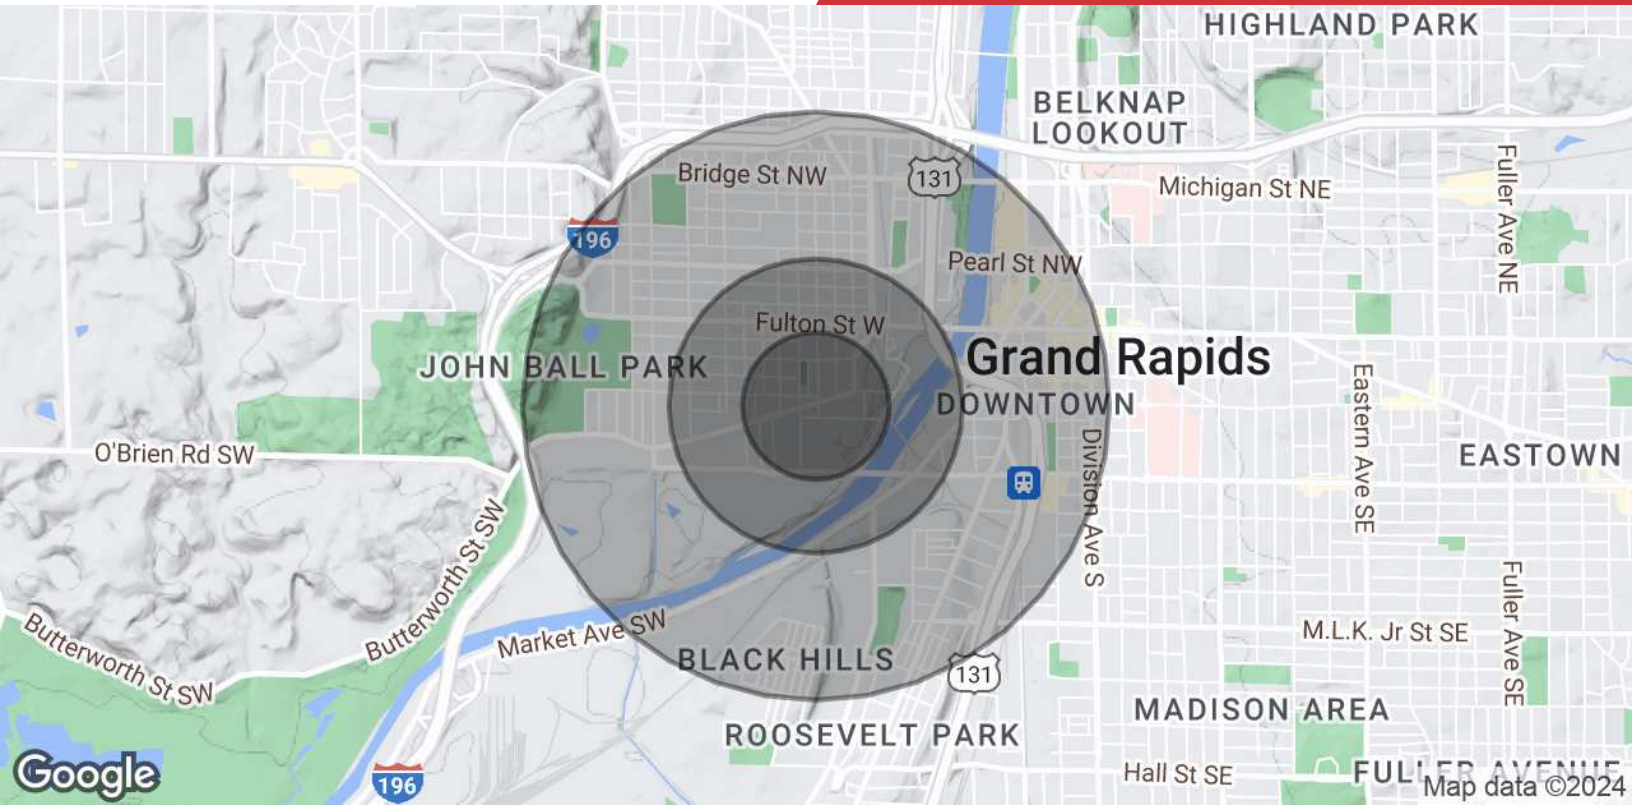 HIGHLAND PARK
BELKNAP
LOOKOUT
Bridge St NW
131
Michigan St NE
Fuller Ave NE
196
Pearl St NW
Fulton St W
JOHN BALL PARK
Grand Rapids
DOWNTOWN
O'Brien Rd SW
Division Ave S
Eastern Ave SE
EASTOWN
Butterworth St SW
Butterworth St SW
Market Ave SW
BLACK HILLS
131
M.L.K. Jr St SE
Fuller Ave SE
MADISON AREA
ROOSEVELT PARK
Google
196
Hall St SE
FULLER AVENUE
Map data ©2024